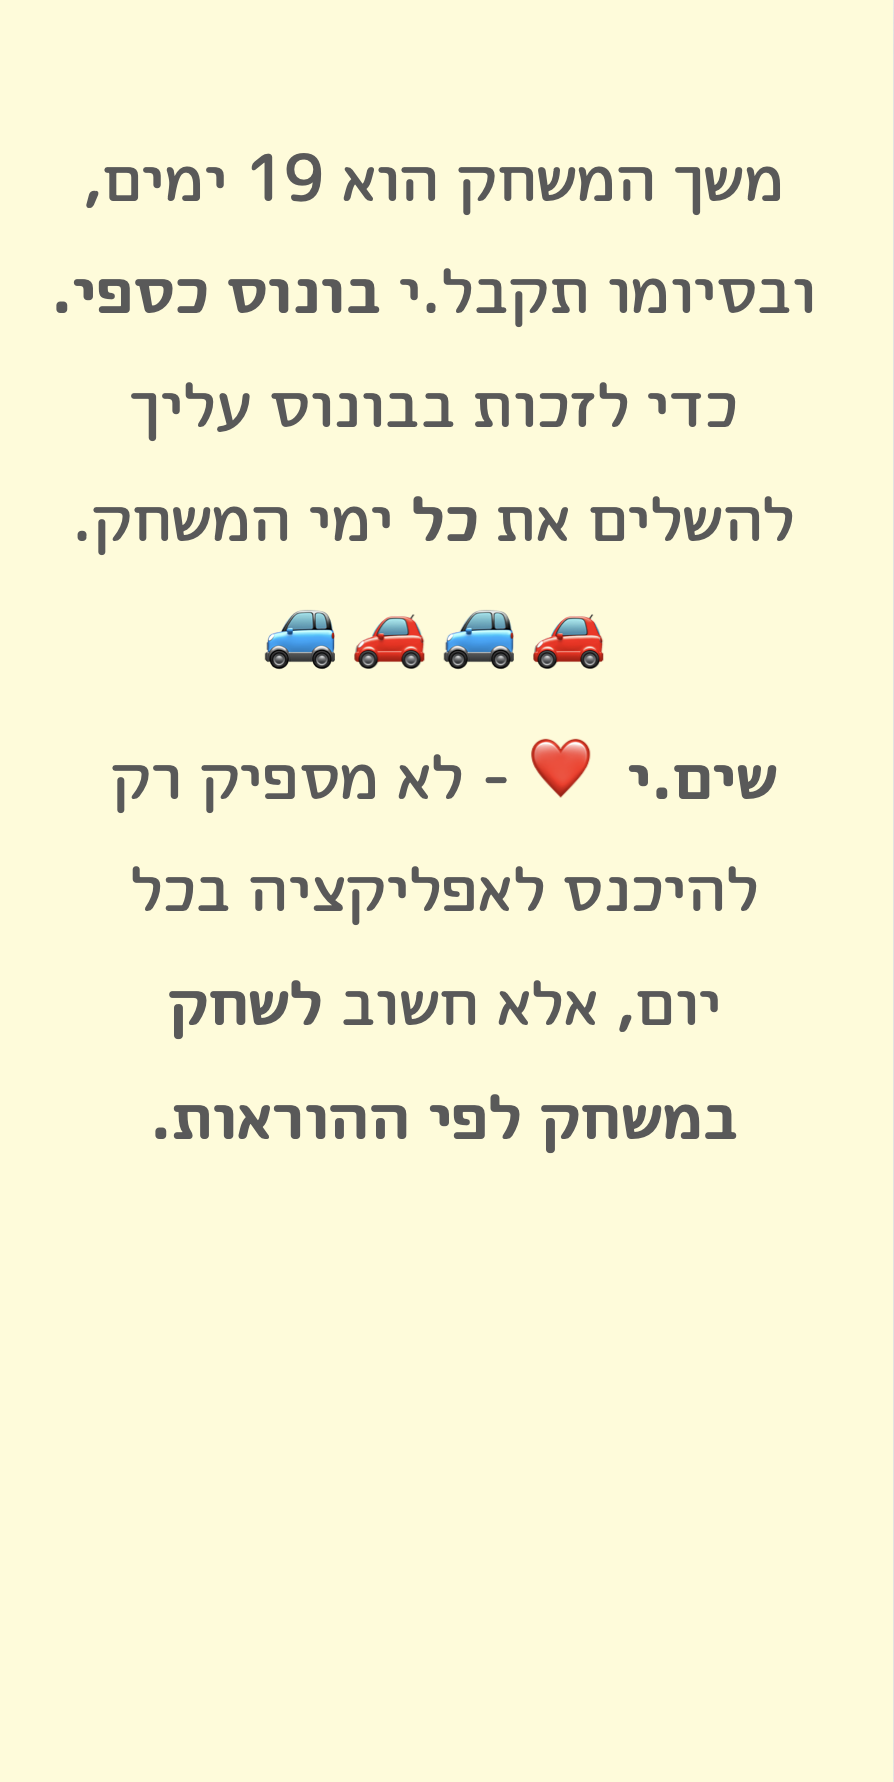 משך המשחק הוא 19 ימים,
ובסיומו תקבל.י בונוס כספי.
כדי לזכות בבונוס עליך
להשלים את כל ימי המשחק.
🚗🚙🚗🚙
שים.י ❤️ - לא מספיק רק
להיכנס לאפליקציה בכל
יום, אלא חשוב לשחק
במשחק לפי ההוראות.